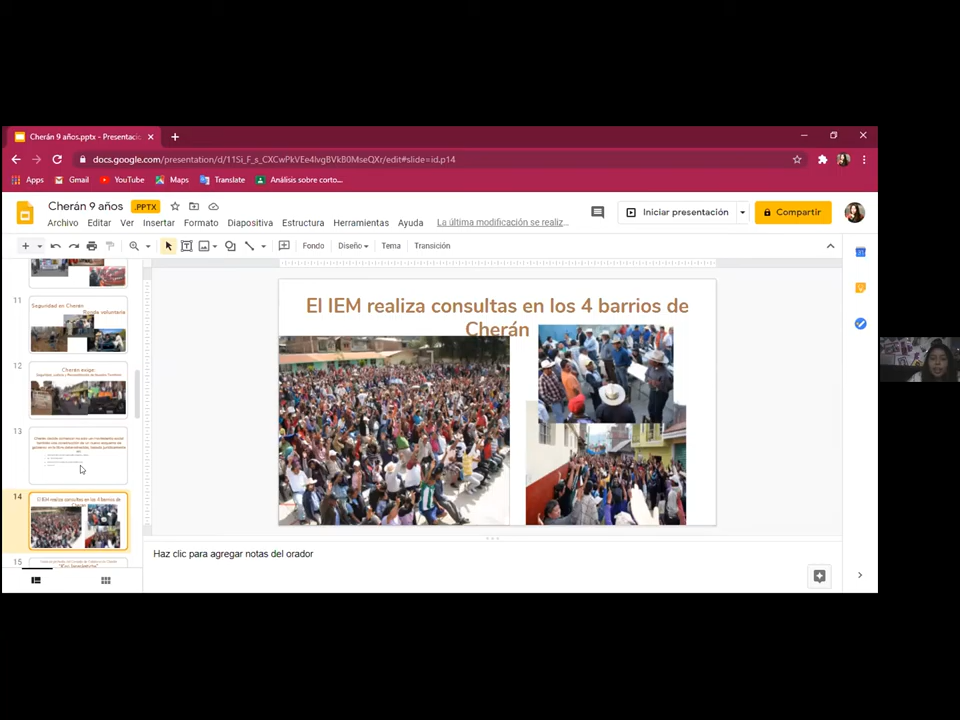 Cherán 9 años.pptx - Presentacio
docs.google.com/presentation/d/11Si_F_s_CXCwPkVEe4lvgBVkB0MseQXr/edit#slide=id.p14
Apps Gmail YouTube Maps Translate Análisis sobre corto...
Cherán 9 años .PPTX
Iniciar presentación
Compartir
Archivo Editar Ver Insertar Formato Diapositiva Estructura Herramientas Ayuda La última modificación se realiz...
Fondo Diseño Tema Transición
11
Seguridad en Cherán
Ronda voluntaria
12
Cherán exige:
13
14
El IEM realiza consultas en los 4 barrios de
15
El IEM realiza consultas en los 4 barrios de
Cherán
Haz clic para agregar notas del orador